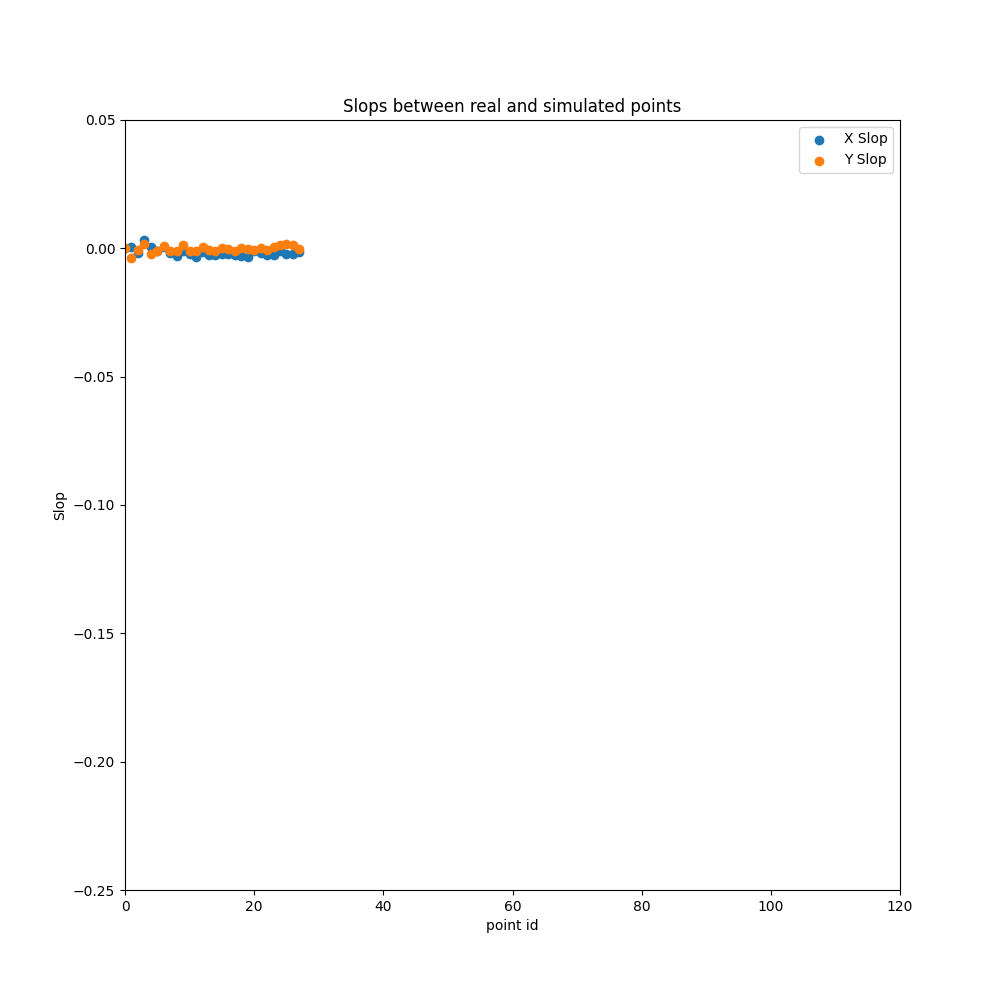 Slops between real and simulated points
X Slop
Y Slop
0.05
0.00
−0.05
−0.10
−0.15
−0.20
−0.25
Slop
0 20 40 60 80 100 120
point id